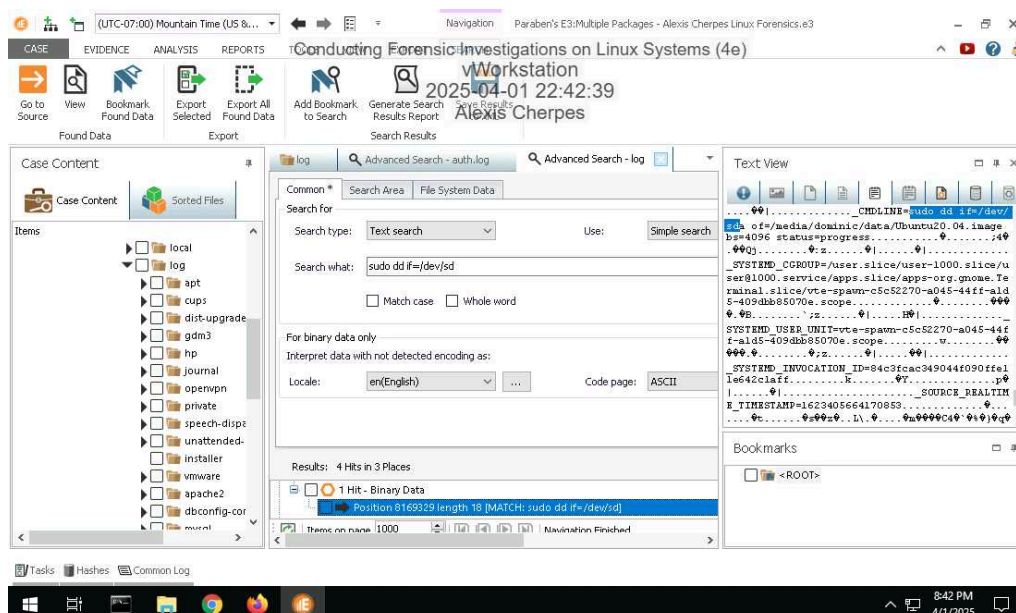 (UTC-07:00) Mountain Time (US &...
Navigation
Paraben's E3:Multiple Packages - Alexis Cherpes Linux Forensics.e3
CASE EVIDENCE ANALYSIS REPORTS
Conducting Forensic Investigations on Linux Systems (4e)
vWorkstation
2025-04-01 22:42:39
Alexis Cherpes
Go to Source
View
Bookmark Found Data
Export Selected
Export All Found Data
Add Bookmark to Search
Generate Search Results Report
Save Results
Found Data
Export
Search Results
Case Content
Case Content
Sorted Files
Items
local
log
apt
cups
dist-upgrade
gdm3
hp
journal
openvpn
private
speech-dispa
unattended-
installer
vmware
apache2
dbconfig-cor
mysql
log
Advanced Search - auth.log
Advanced Search - log
Common *
Search Area
File System Data
Search for
Search type: Text search
Use: Simple search
Search what: sudo dd if=/dev/sd
Match case
Whole word
For binary data only
Interpret data with not detected encoding as:
Locale: en(English)
...
Code page: ASCII
Results: 4 Hits in 3 Places
1 Hit - Binary Data
Position 8169329 length 18 [MATCH: sudo dd if=/dev/sd]
Items on page 1000
Navigation Finished
Text View
_CMDLINE=sudo dd if=/dev/
sda of=/media/dominic/data/Ubuntu20.04.image
bs=4096 status=progress
_SYSTEMD_CGROUP=/user.slice/user-1000.slice/u
ser@1000.service/apps.slice/apps-org.gnome.Te
rminal.slice/vte-spawn-c5c52270-a045-44ff-a1d
5-409dbb85070e.scope
SYSTEMD_USER_UNIT=vte-spawn-c5c52270-a045-44f
f-a1d5-409dbb85070e.scope
_SYSTEMD_INVOCATION_ID=84c3fcac349044f090ffe1
1e642c1aff
_SOURCE_REALTIM
E_TIMESTAMP=1623405664170853
Bookmarks
<ROOT>
Tasks
Hashes
Common Log
8:42 PM
4/1/2025